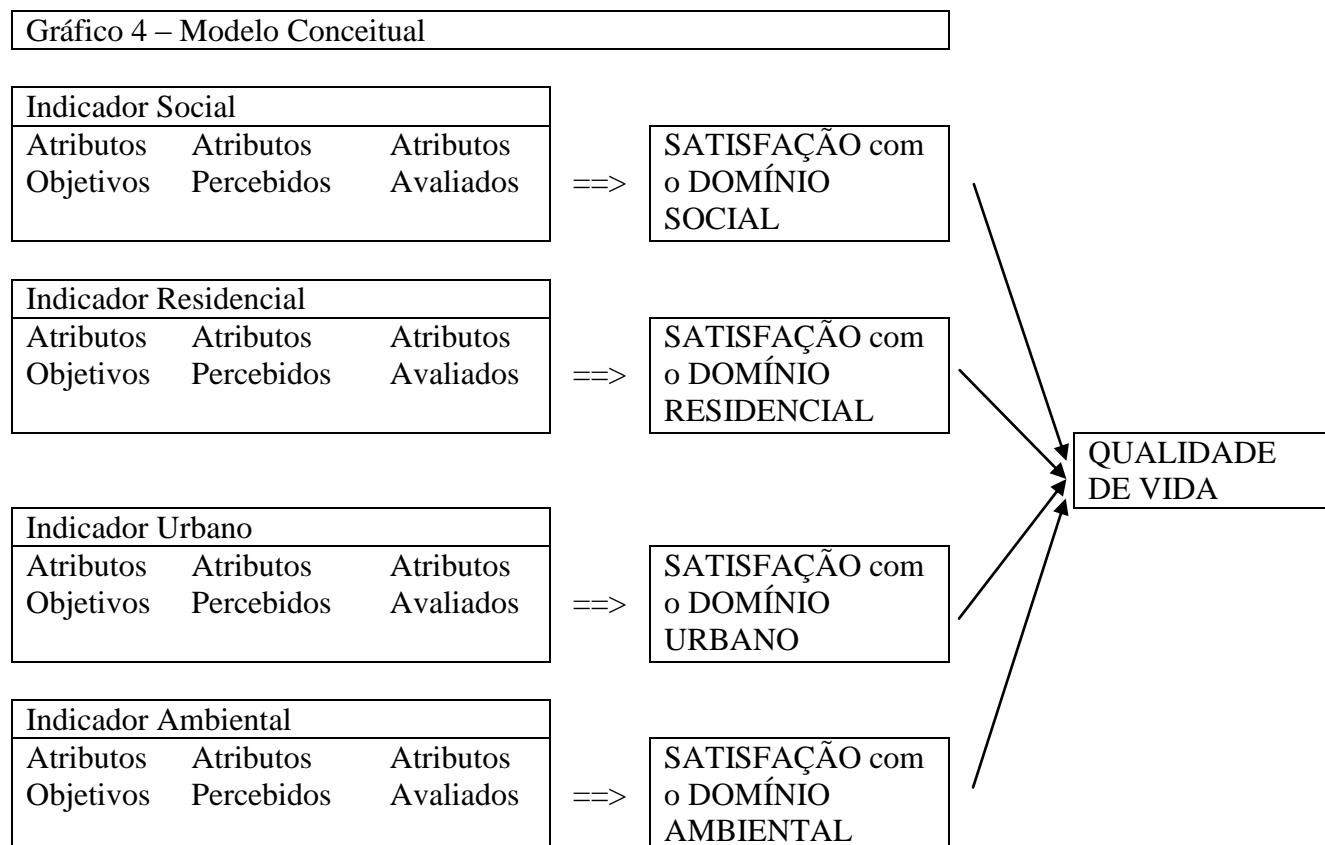 Gráfico 4 – Modelo Conceitual
Indicador Social
Atributos Atributos Atributos
Objetivos Percebidos Avaliados
==>
SATISFAÇÃO com
o DOMÍNIO
SOCIAL
Indicador Residencial
Atributos Atributos Atributos
Objetivos Percebidos Avaliados
==>
SATISFAÇÃO com
o DOMÍNIO
RESIDENCIAL
QUALIDADE
DE VIDA
Indicador Urbano
Atributos Atributos Atributos
Objetivos Percebidos Avaliados
==>
SATISFAÇÃO com
o DOMÍNIO
URBANO
Indicador Ambiental
Atributos Atributos Atributos
Objetivos Percebidos Avaliados
==>
SATISFAÇÃO com
o DOMÍNIO
AMBIENTAL